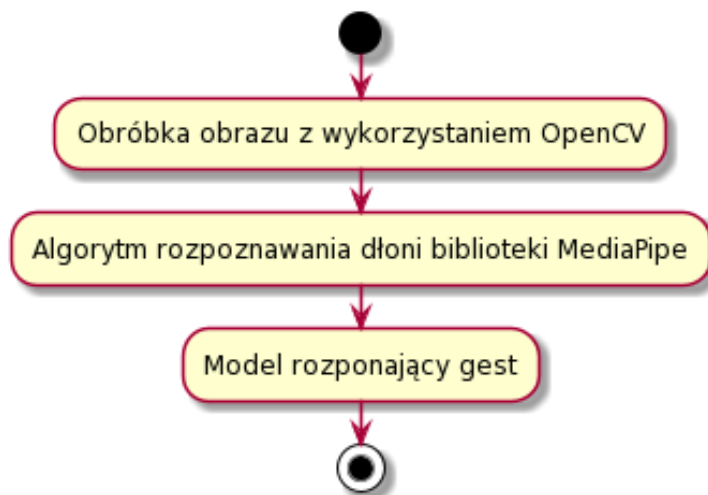 Obróbka obrazu z wykorzystaniem OpenCV
Algorytm rozpoznawania dłoni biblioteki MediaPipe
Model rozponający gest